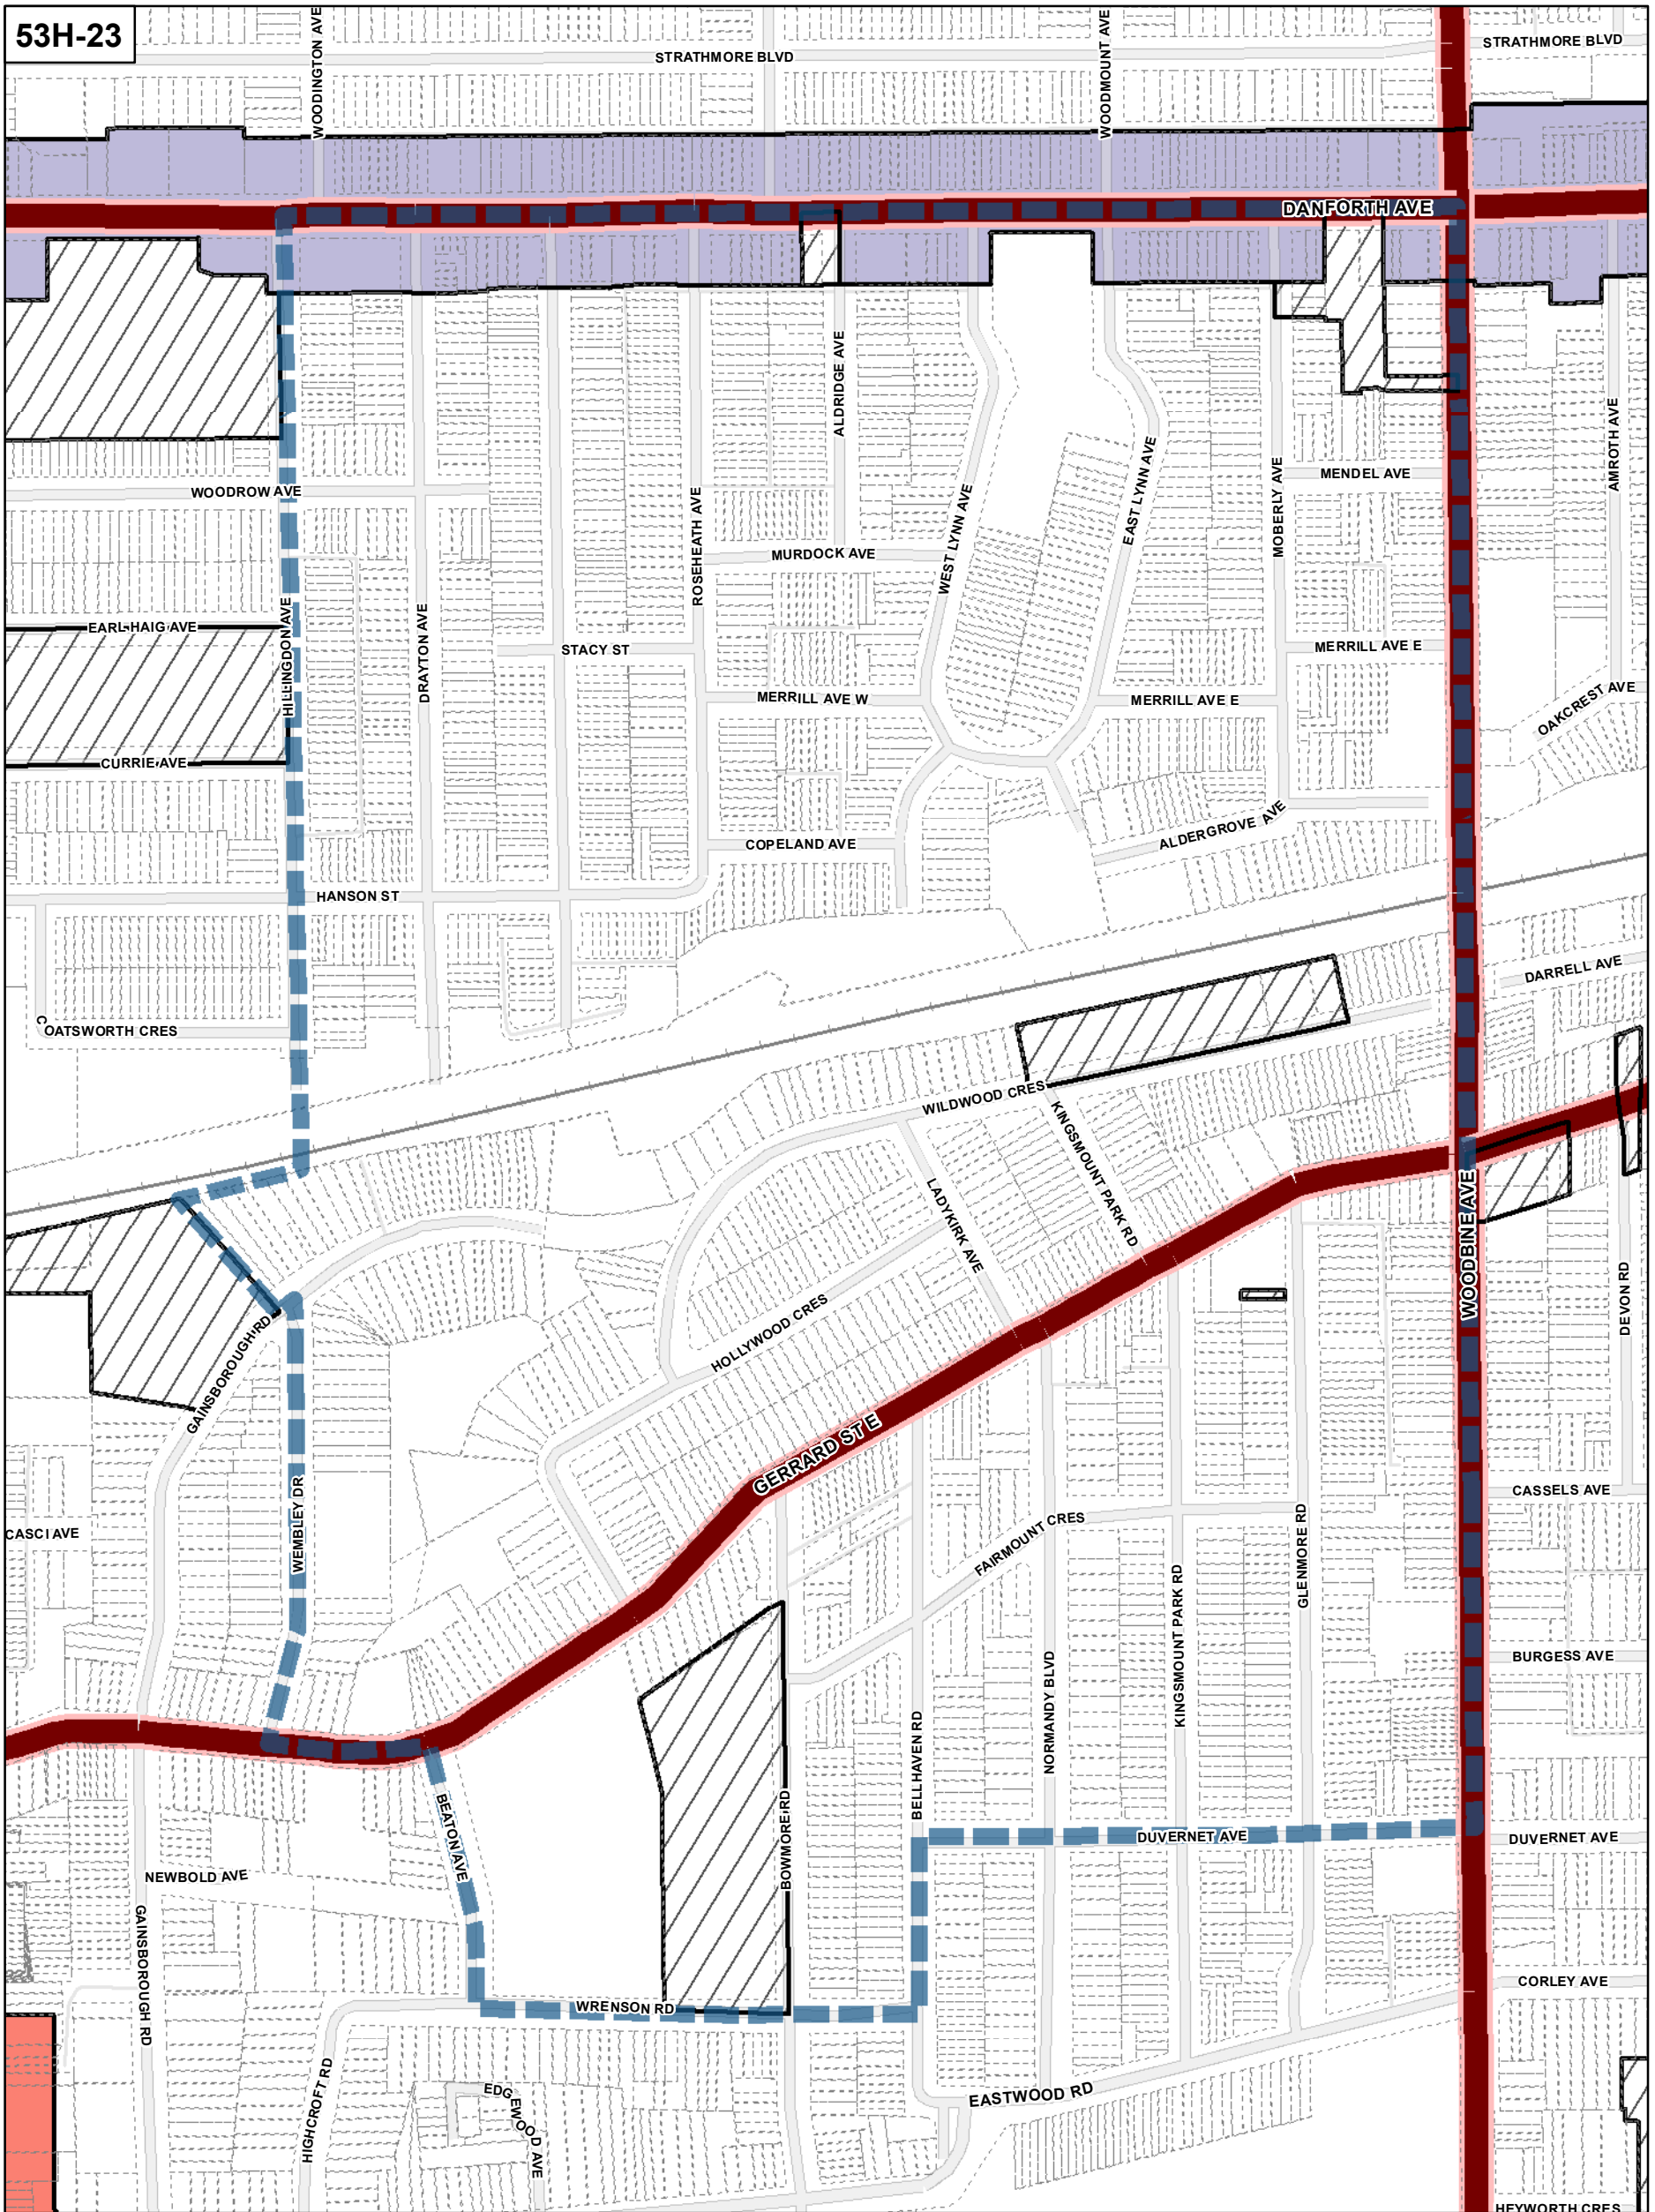 53H-23
WOODINGTON AVE
STRATHMORE BLVD
WOODMOUNT AVE
STRATHMORE BLVD
DANFORTH AVE
ALDRIDGE AVE
AMROTH AVE
WOODROW AVE
ROSEHEATH AVE
WEST LYNN AVE
EAST LYNN AVE
MOBERLY AVE
MENDEL AVE
MURDOCK AVE
EARL HAIG AVE
HILLINGDON AVE
DRAYTON AVE
STACY ST
MERRILL AVE E
MERRILL AVE W
MERRILL AVE E
OAKCREST AVE
CURRIE AVE
COPELAND AVE
ALDERGROVE AVE
HANSON ST
DARRELL AVE
COATSWORTH CRES
WILDWOOD CRES
KINGSMOUNT PARK RD
LADYKIRK AVE
WOODBINE AVE
DEVON RD
GAINSBOROUGH RD
HOLLYWOOD CRES
GERRARD ST E
WEMBLEY DR
CASCI AVE
CASSELS AVE
FAIRMOUNT CRES
GLENMORE RD
KINGSMOUNT PARK RD
NORMANDY BLVD
BURGESS AVE
BELLHAVEN RD
BEATON AVE
BOWMORE RD
DUVERNET AVE
DUVERNET AVE
NEWBOLD AVE
GAINSBOROUGH RD
WRENSON RD
CORLEY AVE
HIGHCROFT RD
EDGEWOOD AVE
EASTWOOD RD
HEYWORTH CRES